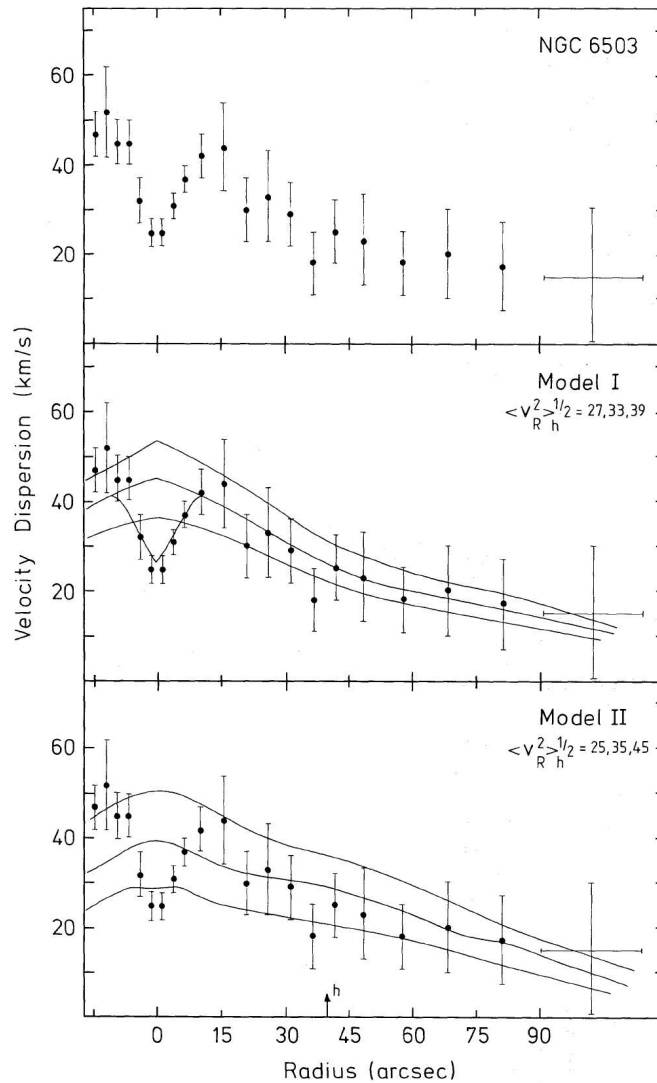 NGC 6503
60
40
20
Model I
<V_R^2>_h^1/2 = 27,33,39
60
40
20
Velocity Dispersion (km/s)
Model II
<V_R^2>_h^1/2 = 25,35,45
60
40
20
h
0 15 31 45 60 75 90
Radius (arcsec)